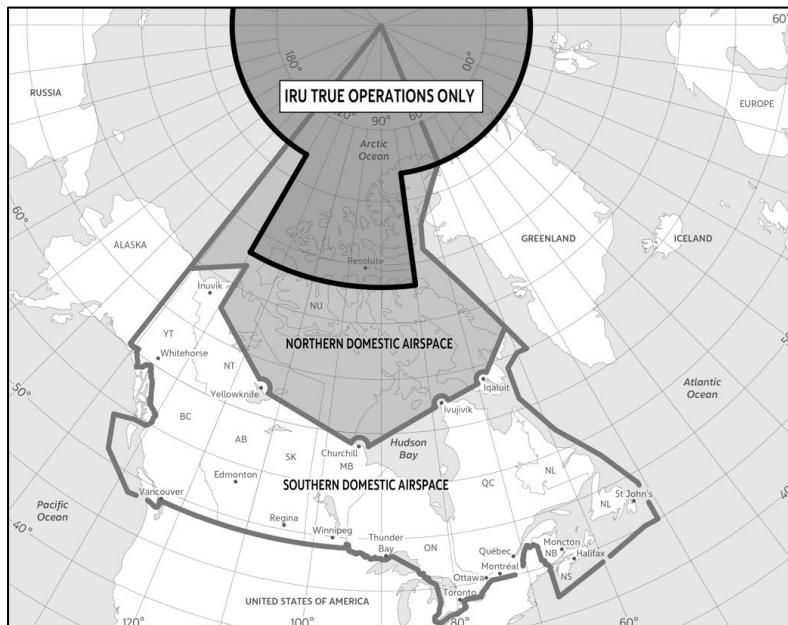 60°
RUSSIA
180°
00°
EUROPE
IRU TRUE OPERATIONS ONLY
60
90°
Arctic
Ocean
60°
ALASKA
GREENLAND
ICELAND
Resolute
Inuvik
NU
YT
NORTHERN DOMESTIC AIRSPACE
Whitehorse
NT
50°
Yellowknife
Iqaluit
Ivujivik
Atlantic
Ocean
BC
AB
SK
Churchill
MB
Hudson
Bay
Edmonton
SOUTHERN DOMESTIC AIRSPACE
QC
NL
Pacific
Ocean
Vancouver
Regina
Winnipeg
NL
St John's
40°
Thunder
Bay
ON
Québec
Moncton
NB
Halifax
Montréal
NS
Ottawa
UNITED STATES OF AMERICA
Toronto
120°
100°
80°
60°